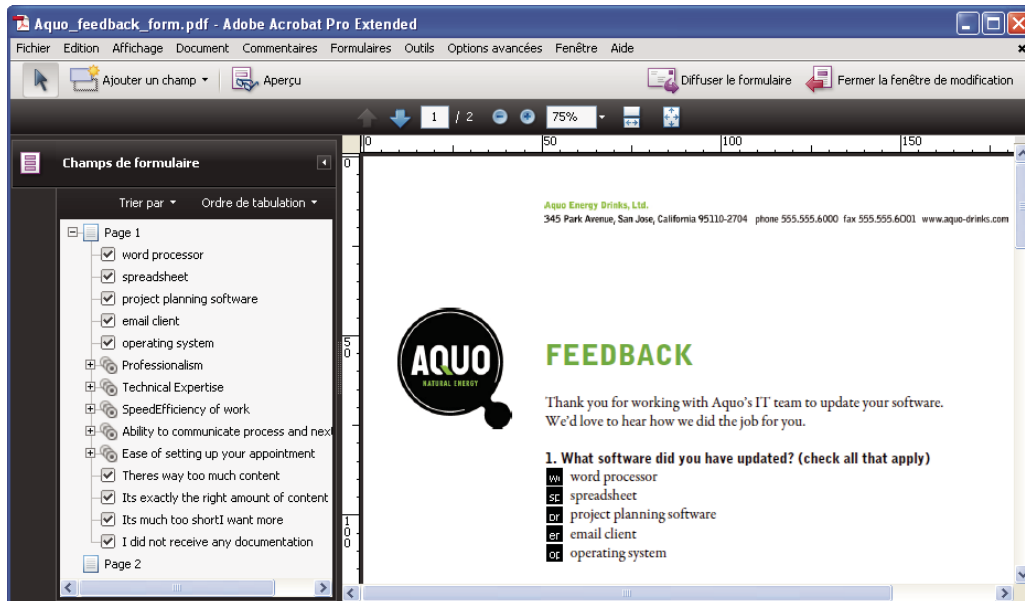 Aquo_feedback_form.pdf - Adobe Acrobat Pro Extended
Fichier Edition Affichage Document Commentaires Formulaires Outils Options avancées Fenêtre Aide
Ajouter un champ Aperçu Diffuser le formulaire Fermer la fenêtre de modification
1 / 2 75%
0 50 100 150
Champs de formulaire
Trier par Ordre de tabulation
Page 1
word processor
spreadsheet
project planning software
email client
operating system
Professionalism
Technical Expertise
SpeedEfficiency of work
Ability to communicate process and next
Ease of setting up your appointment
Theres way too much content
Its exactly the right amount of content
Its much too shortI want more
I did not receive any documentation
Page 2
0
50
100
Aquo Energy Drinks, Ltd.
345 Park Avenue, San Jose, California 95110-2704 phone 555.555.6000 fax 555.555.6001 www.aquo-drinks.com
AQUO
NATURAL ENERGY
FEEDBACK
Thank you for working with Aquo's IT team to update your software.
We'd love to hear how we did the job for you.
1. What software did you have updated? (check all that apply)
word processor
sp spreadsheet
pr project planning software
er email client
op operating system